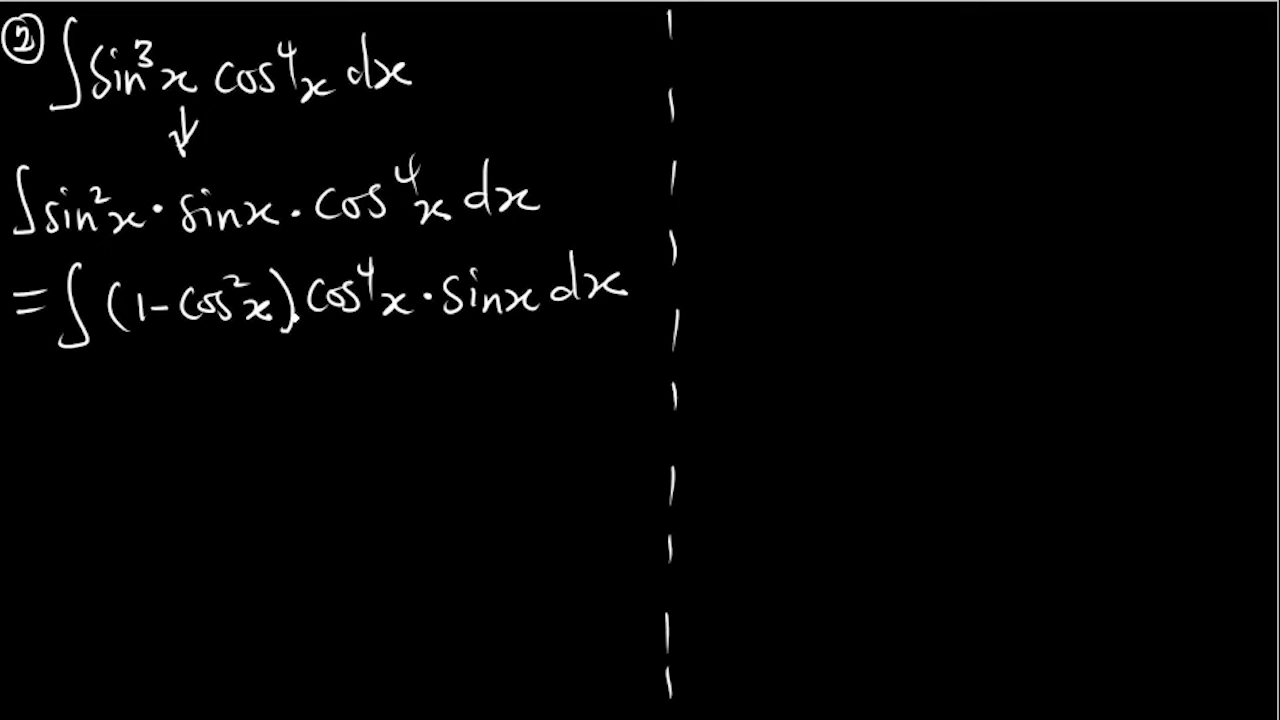 ② ∫ sin³x cos⁴x dx
↓
∫ sin²x · sinx · cos⁴x dx
= ∫ (1 - cos²x) · cos⁴x · sinx dx